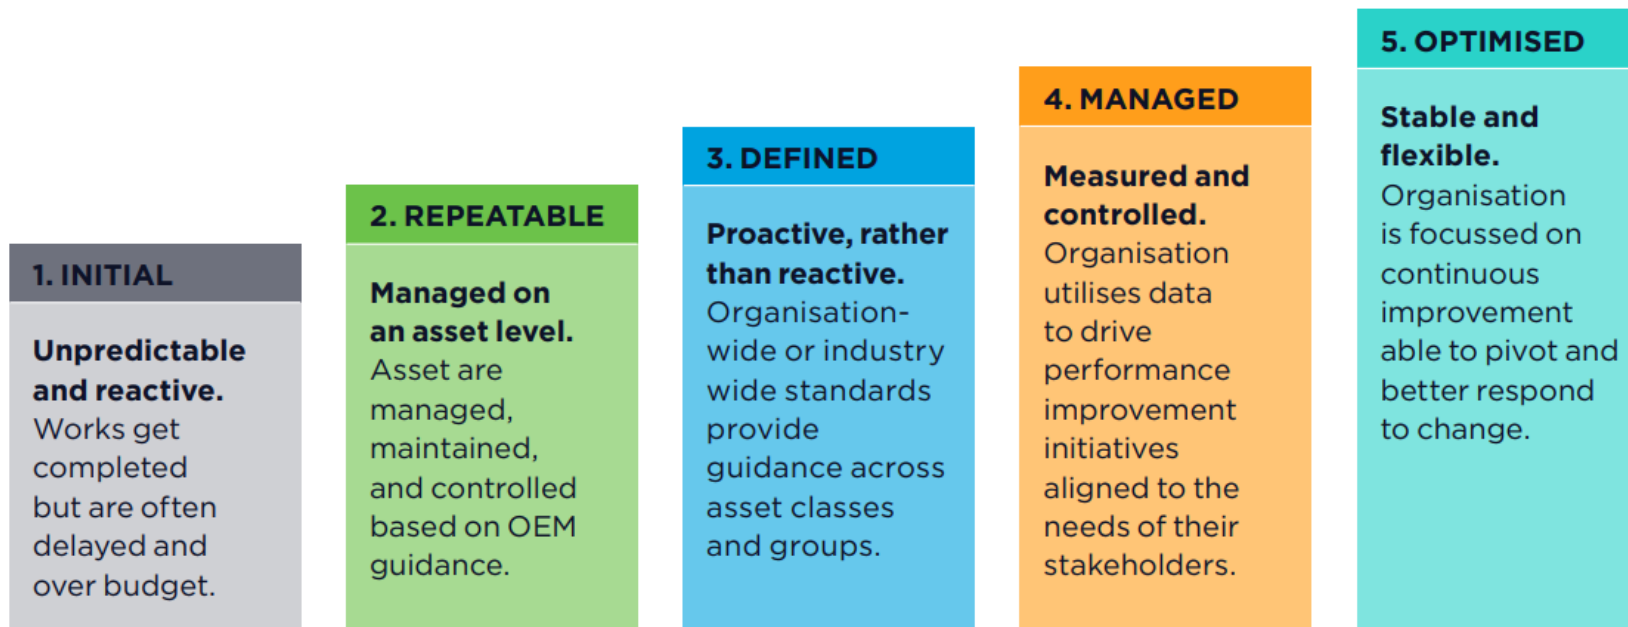 1. INITIAL
Unpredictable
and reactive.
Works get
completed
but are often
delayed and
over budget.
2. REPEATABLE
Managed on
an asset level.
Asset are
managed,
maintained,
and controlled
based on OEM
guidance.
3. DEFINED
Proactive, rather
than reactive.
Organisation-
wide or industry
wide standards
provide
guidance across
asset classes
and groups.
4. MANAGED
Measured and
controlled.
Organisation
utilises data
to drive
performance
improvement
initiatives
aligned to the
needs of their
stakeholders.
5. OPTIMISED
Stable and
flexible.
Organisation
is focussed on
continuous
improvement
able to pivot and
better respond
to change.